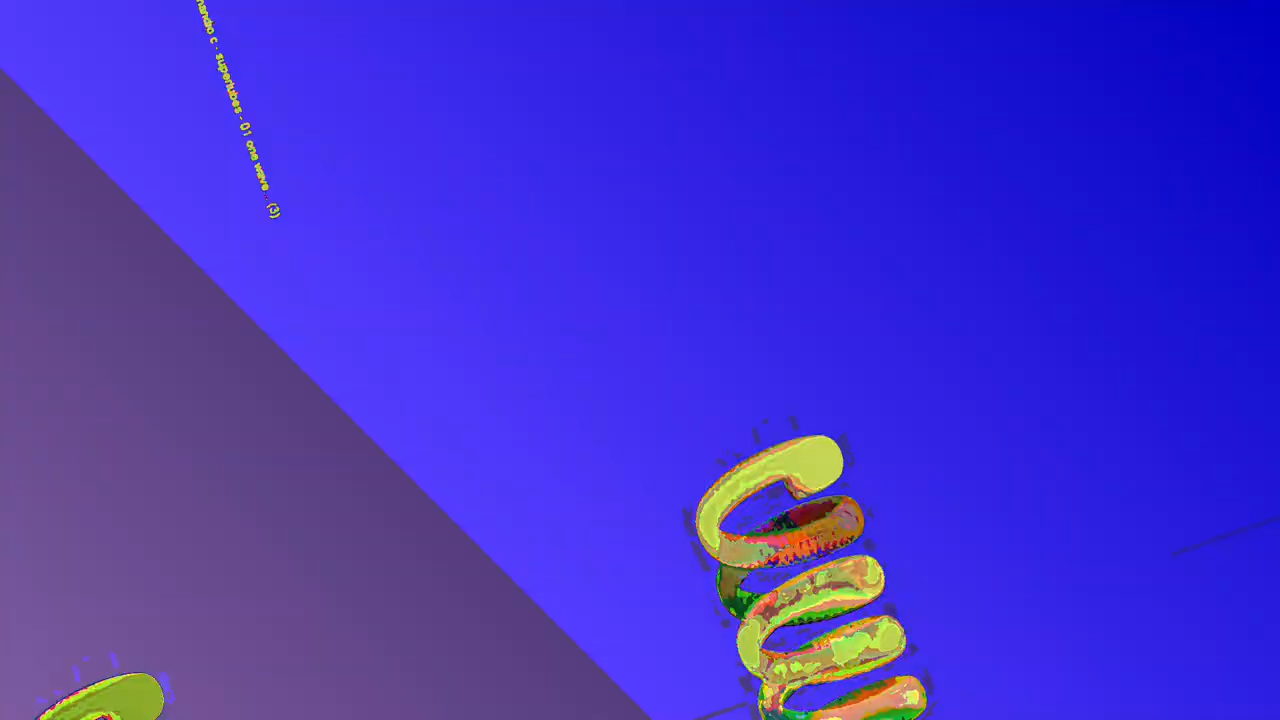 c - supertubes - 01 one wave... (3)